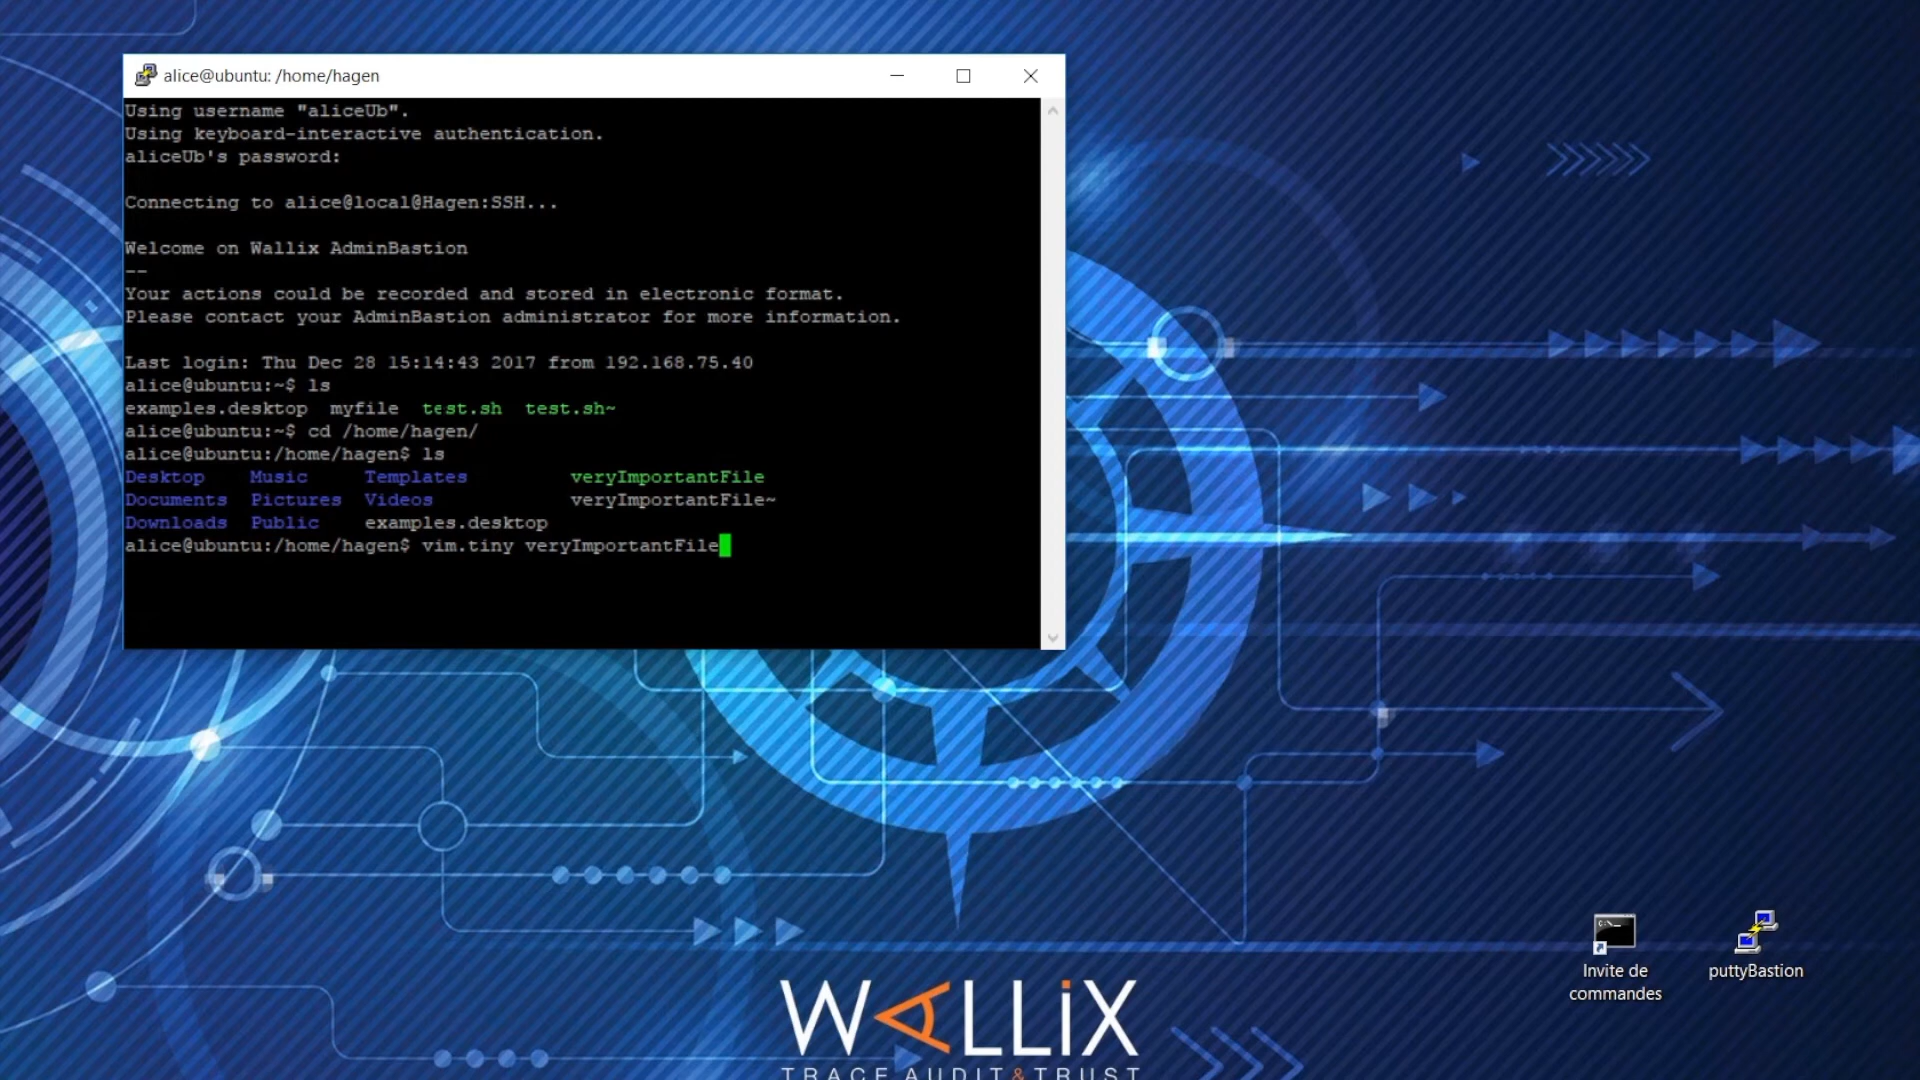 alice@ubuntu: /home/hagen
Using username "aliceUb".
Using keyboard-interactive authentication.
aliceUb's password:
Connecting to alice@local@Hagen:SSH...
Welcome on Wallix AdminBastion
--
Your actions could be recorded and stored in electronic format.
Please contact your AdminBastion administrator for more information.
Last login: Thu Dec 28 15:14:43 2017 from 192.168.75.40
alice@ubuntu:~$ ls
examples.desktop  myfile  test.sh  test.sh~
alice@ubuntu:~$ cd /home/hagen/
alice@ubuntu:/home/hagen$ ls
Desktop    Music     Templates         veryImportantFile
Documents  Pictures  Videos            veryImportantFile~
Downloads  Public    examples.desktop
alice@ubuntu:/home/hagen$ vim.tiny veryImportantFile
Invite de
commandes
puttyBastion
WALLiX
TRACE AUDIT & TRUST